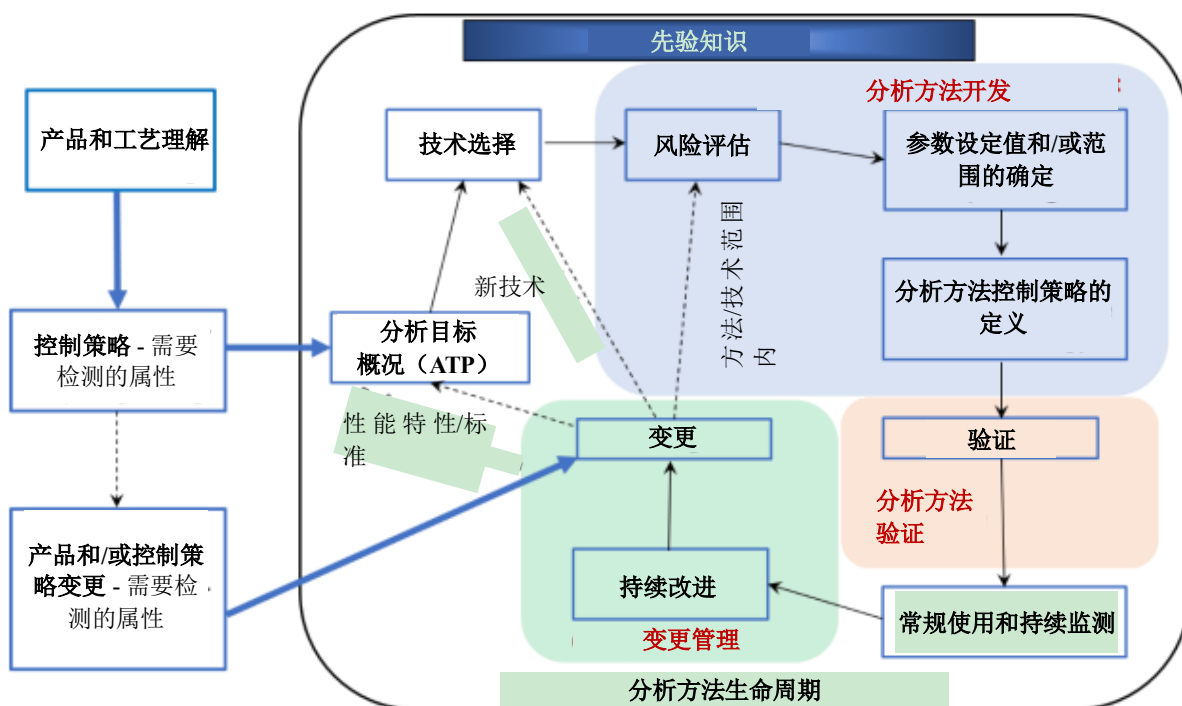 先验知识
分析方法开发
产品和工艺理解
技术选择
风险评估
参数设定值和/或范
围的确定
新技术
方法/技术范围
内
分析方法控制策略的
定义
控制策略 - 需要
检测的属性
分析目标
概况（ATP）
性能特性/标
准
变更
验证
分析方法
验证
产品和/或控制策
略变更 - 需要检
测的属性
持续改进
变更管理
常规使用和持续监测
分析方法生命周期